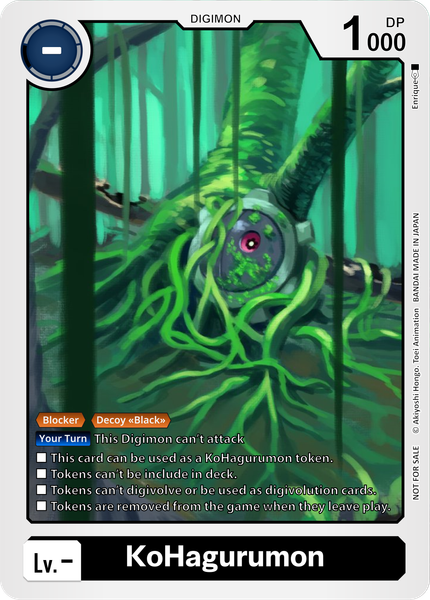 DIGIMON
−
DP
1000
Enrique
Blocker Decoy «Black»
Your Turn This Digimon can't attack
This card can be used as a KoHagurumon token.
Tokens can't be include in deck.
Tokens can't digivolve or be used as digivolution cards.
Tokens are removed from the game when they leave play.
NOT FOR SALE © Akiyoshi Hongo, Toei Animation BANDAI MADE IN JAPAN
Lv.−
KoHagurumon